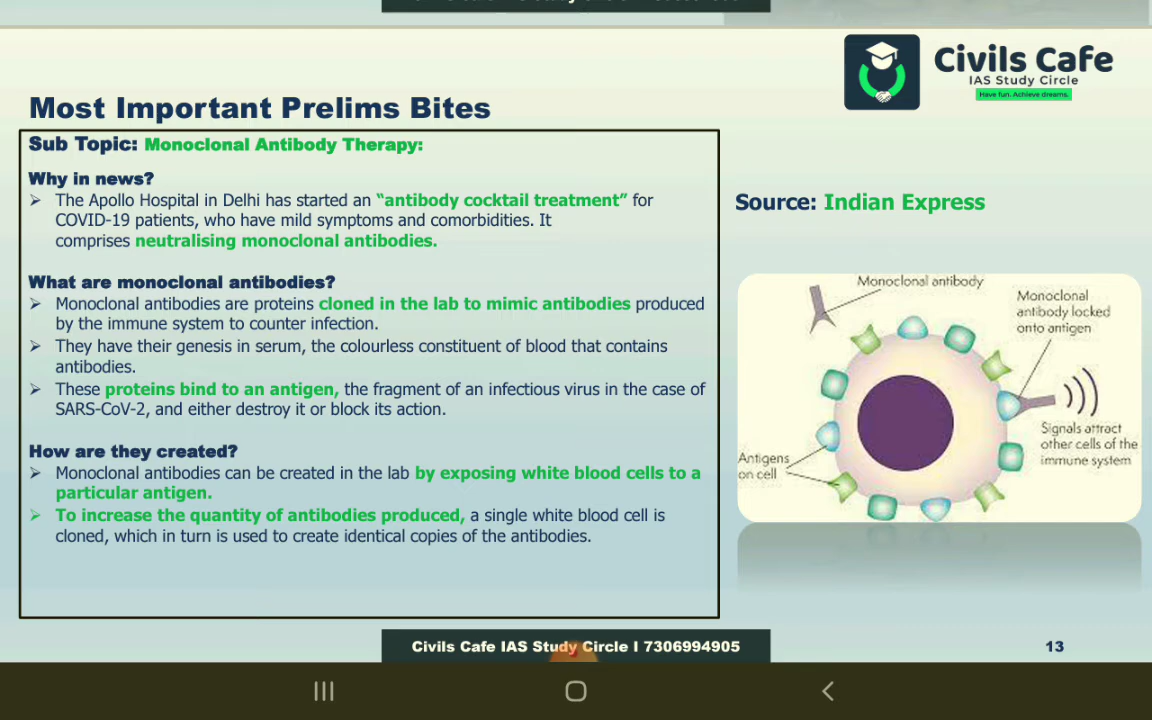 Civils Cafe
IAS Study Circle
Have fun. Achieve dreams.
Most Important Prelims Bites
Sub Topic: Monoclonal Antibody Therapy:
Why in news?
➤ The Apollo Hospital in Delhi has started an “antibody cocktail treatment” for
COVID-19 patients, who have mild symptoms and comorbidities. It
comprises neutralising monoclonal antibodies.
What are monoclonal antibodies?
➤ Monoclonal antibodies are proteins cloned in the lab to mimic antibodies produced
by the immune system to counter infection.
➤ They have their genesis in serum, the colourless constituent of blood that contains
antibodies.
➤ These proteins bind to an antigen, the fragment of an infectious virus in the case of
SARS-CoV-2, and either destroy it or block its action.
How are they created?
➤ Monoclonal antibodies can be created in the lab by exposing white blood cells to a
particular antigen.
➤ To increase the quantity of antibodies produced, a single white blood cell is
cloned, which in turn is used to create identical copies of the antibodies.
Source: Indian Express
Monoclonal antibody
Monoclonal
antibody locked
onto antigen
Signals attract
other cells of the
immune system
Antigens
on cell
Civils Cafe IAS Study Circle I 7306994905
13